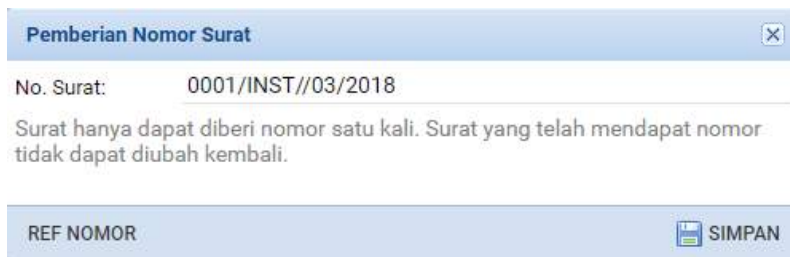 Pemberian Nomor Surat
No. Surat: 0001/INST//03/2018
Surat hanya dapat diberi nomor satu kali. Surat yang telah mendapat nomor
tidak dapat diubah kembali.
REF NOMOR SIMPAN